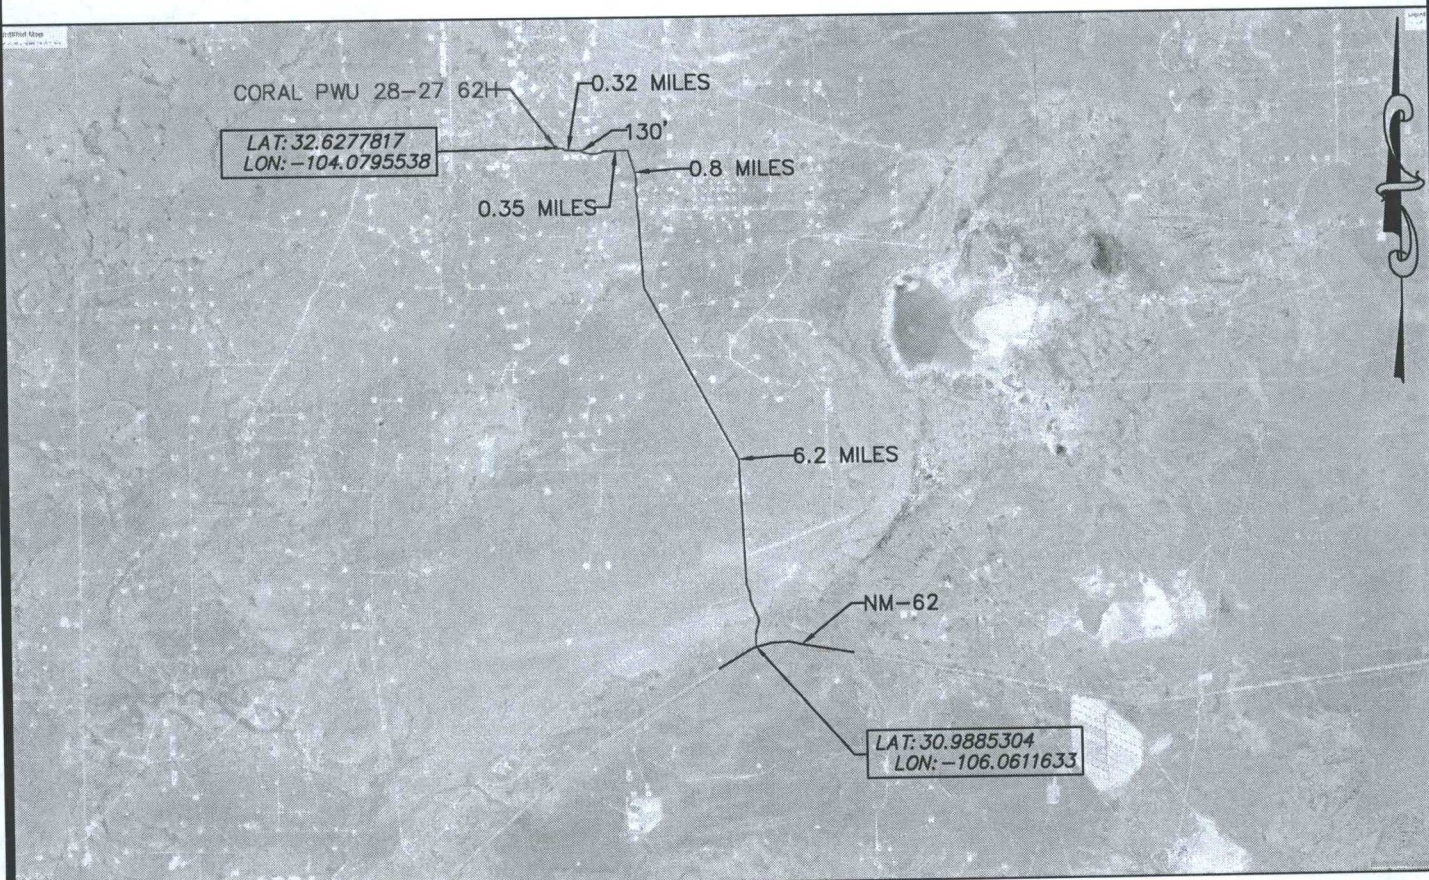 CORAL PWU 28-27 62H
0.32 MILES
130'
LAT: 32.6277817
LON: -104.0795538
0.8 MILES
0.35 MILES
6.2 MILES
NM-62
LAT: 30.9885304
LON: -106.0611633